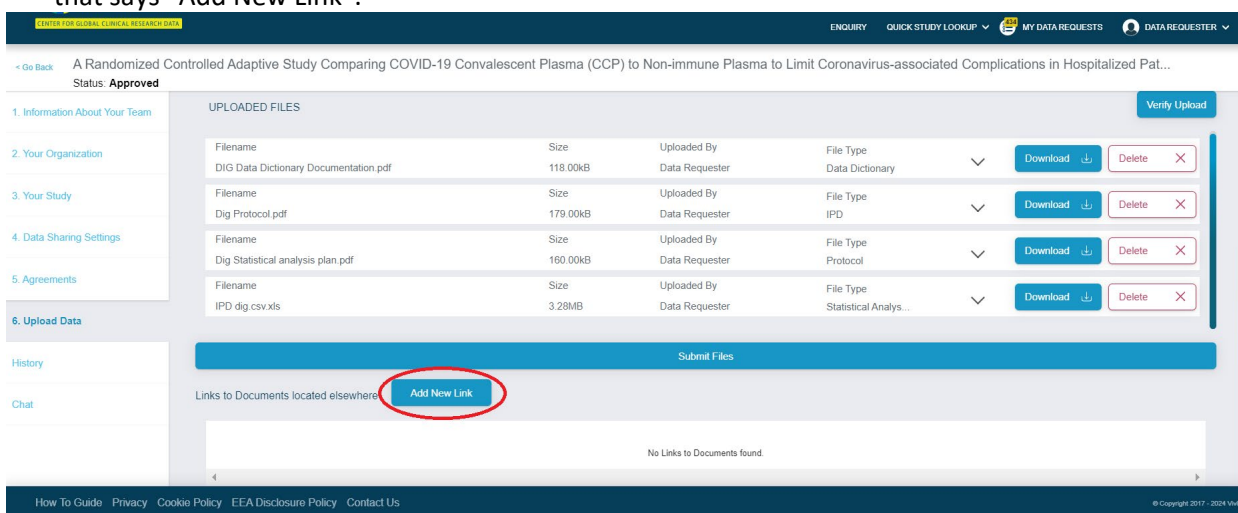 that says "Add New Link".
CENTER FOR GLOBAL CLINICAL RESEARCH DATA
ENQUIRY QUICK STUDY LOOKUP 434 MY DATA REQUESTS DATA REQUESTER
< Go Back A Randomized Controlled Adaptive Study Comparing COVID-19 Convalescent Plasma (CCP) to Non-immune Plasma to Limit Coronavirus-associated Complications in Hospitalized Pat...
Status: Approved
1. Information About Your Team
2. Your Organization
3. Your Study
4. Data Sharing Settings
5. Agreements
6. Upload Data
History
Chat
UPLOADED FILES Verify Upload
Filename Size Uploaded By File Type
DIG Data Dictionary Documentation.pdf 118.00kB Data Requester Data Dictionary Download Delete
Filename Size Uploaded By File Type
Dig Protocol.pdf 179.00kB Data Requester IPD Download Delete
Filename Size Uploaded By File Type
Dig Statistical analysis plan.pdf 160.00kB Data Requester Protocol Download Delete
Filename Size Uploaded By File Type
IPD dig.csv.xls 3.28MB Data Requester Statistical Analys... Download Delete
Submit Files
Links to Documents located elsewhere Add New Link
No Links to Documents found.
How To Guide Privacy Cookie Policy EEA Disclosure Policy Contact Us
© Copyright 2017 - 2024 Vivli